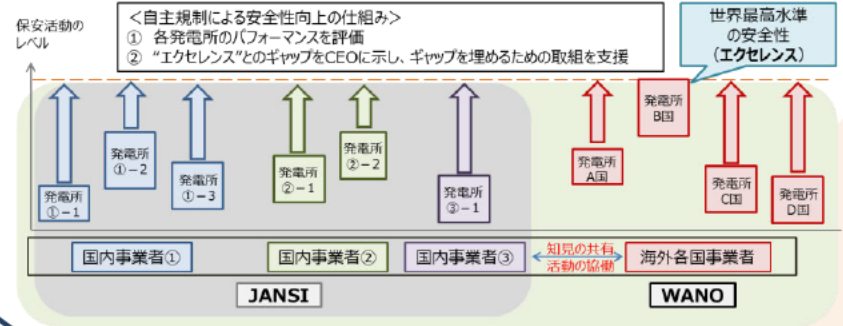 保安活動の
レベル
＜自主規制による安全性向上の仕組み＞
① 各発電所のパフォーマンスを評価
② “エクセレンス”とのギャップをCEOに示し、ギャップを埋めるための取組を支援
世界最高水準
の安全性
（エクセレンス）
発電所
①－1
発電所
①－2
発電所
①－3
発電所
②－1
発電所
②－2
発電所
③－1
発電所
A国
発電所
B国
発電所
C国
発電所
D国
国内事業者①
国内事業者②
国内事業者③
知見の共有
活動の協働
海外各国事業者
JANSI
WANO